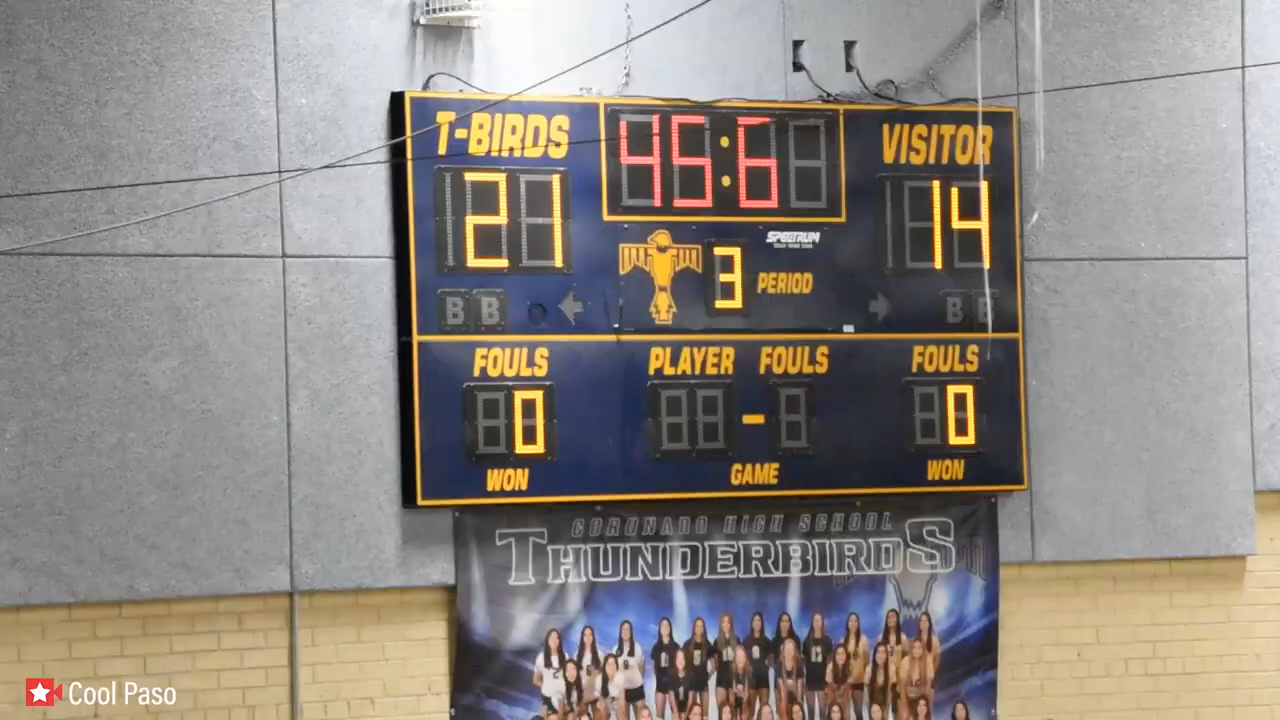 T-BIRDS
45:6
VISITOR
21
14
SPECTRUM
3 PERIOD
B B
B B
FOULS
PLAYER FOULS
FOULS
0
-
0
WON
GAME
WON
CORONADO HIGH SCHOOL
THUNDERBIRDS
Cool Paso